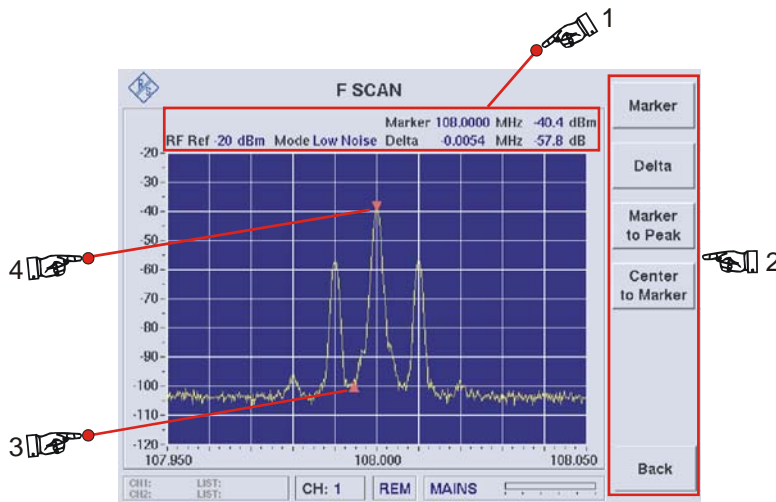 1
F SCAN
Marker 108.0000 MHz -40.4 dBm
RF Ref -20 dBm Mode Low Noise Delta -0.0054 MHz -57.8 dB
-20
-30
-40
-50
-60
-70
-80
-90
-100
-110
-120
107.950 108.000 108.050
Marker
Delta
Marker
to Peak
Center
to Marker
Back
2
4
3
CH1: LIST:
CH2: LIST:
CH: 1 REM MAINS